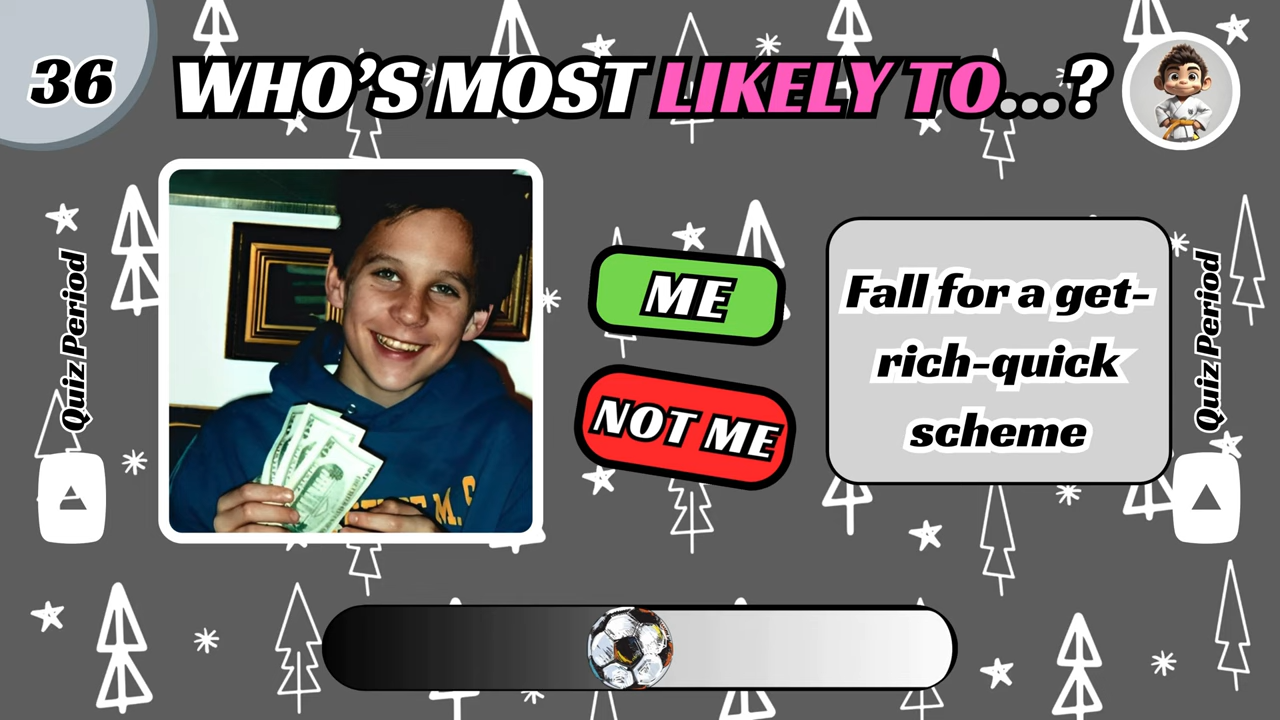 36
WHO'S MOST LIKELY TO...?
Quiz Period
ME
NOT ME
Fall for a get-
rich-quick
scheme
Quiz Period